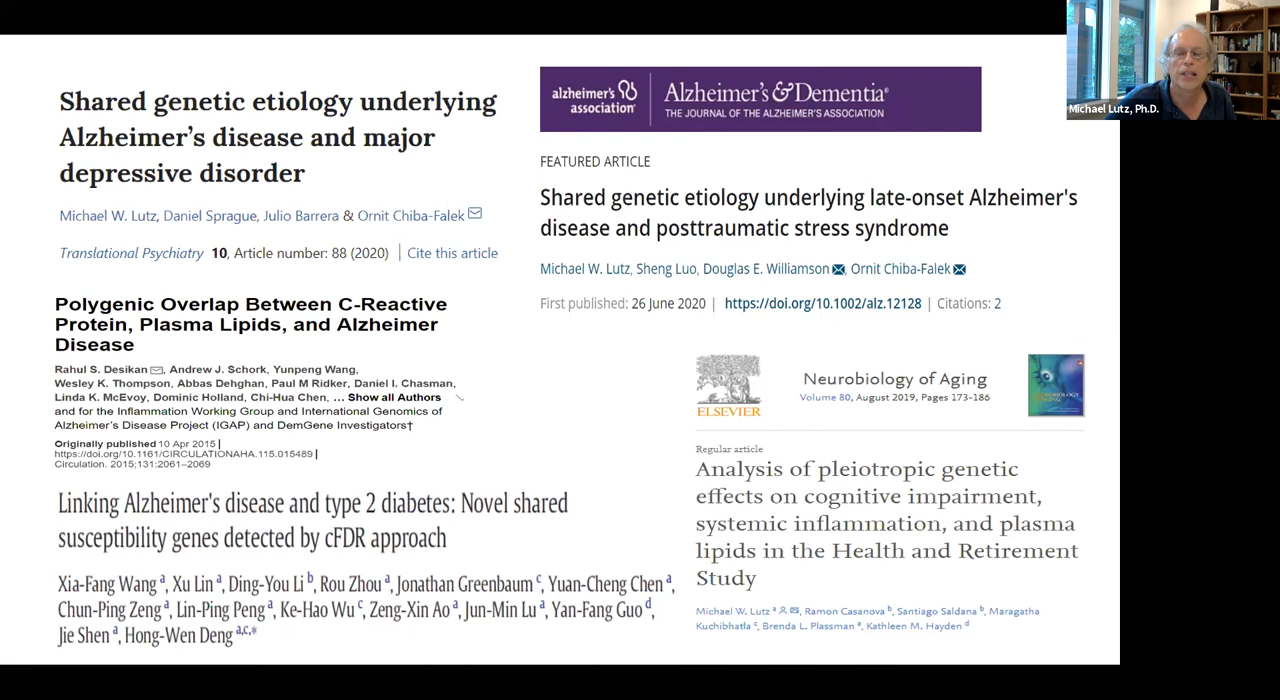 Shared genetic etiology underlying
Alzheimer's disease and major
depressive disorder
Michael W. Lutz, Daniel Sprague, Julio Barrera & Ornit Chiba-Falek
Translational Psychiatry 10, Article number: 88 (2020) | Cite this article
Polygenic Overlap Between C-Reactive
Protein, Plasma Lipids, and Alzheimer
Disease
Rahul S. Desikan, Andrew J. Schork, Yunpeng Wang,
Wesley K. Thompson, Abbas Dehghan, Paul M Ridker, Daniel I. Chasman,
Linda K. McEvoy, Dominic Holland, Chi-Hua Chen, ... Show all Authors
and for the Inflammation Working Group and International Genomics of
Alzheimer's Disease Project (IGAP) and DemGene Investigators†
Originally published 10 Apr 2015 |
https://doi.org/10.1161/CIRCULATIONAHA.115.015489 |
Circulation. 2015;131:2061–2069
Linking Alzheimer's disease and type 2 diabetes: Novel shared
susceptibility genes detected by cFDR approach
Xia-Fang Wang a, Xu Lin a, Ding-You Li b, Rou Zhou a, Jonathan Greenbaum c, Yuan-Cheng Chen a,
Chun-Ping Zeng a, Lin-Ping Peng a, Ke-Hao Wu c, Zeng-Xin Ao a, Jun-Min Lu a, Yan-Fang Guo d,
Jie Shen a, Hong-Wen Deng a,c,*
alzheimer's association®
Alzheimer's & Dementia®
THE JOURNAL OF THE ALZHEIMER'S ASSOCIATION
FEATURED ARTICLE
Shared genetic etiology underlying late-onset Alzheimer's
disease and posttraumatic stress syndrome
Michael W. Lutz, Sheng Luo, Douglas E. Williamson, Ornit Chiba-Falek
First published: 26 June 2020 | https://doi.org/10.1002/alz.12128 | Citations: 2
ELSEVIER
Neurobiology of Aging
Volume 80, August 2019, Pages 173-186
Regular article
Analysis of pleiotropic genetic
effects on cognitive impairment,
systemic inflammation, and plasma
lipids in the Health and Retirement
Study
Michael W. Lutz a, Ramon Casanova b, Santiago Saldana b, Maragatha
Kuchibhatla c, Brenda L. Plassman a, Kathleen M. Hayden d
Michael Lutz, Ph.D.